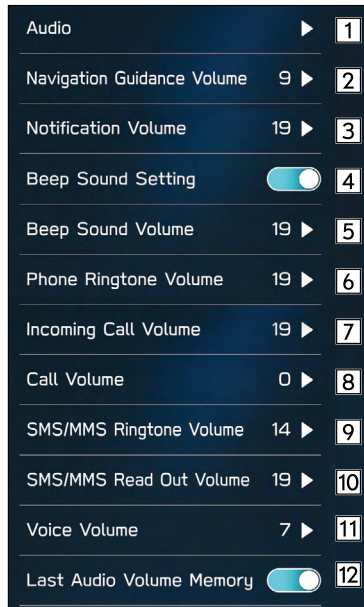 Audio 1
Navigation Guidance Volume 9 2
Notification Volume 19 3
Beep Sound Setting 4
Beep Sound Volume 19 5
Phone Ringtone Volume 19 6
Incoming Call Volume 19 7
Call Volume 0 8
SMS/MMS Ringtone Volume 14 9
SMS/MMS Read Out Volume 19 10
Voice Volume 7 11
Last Audio Volume Memory 12